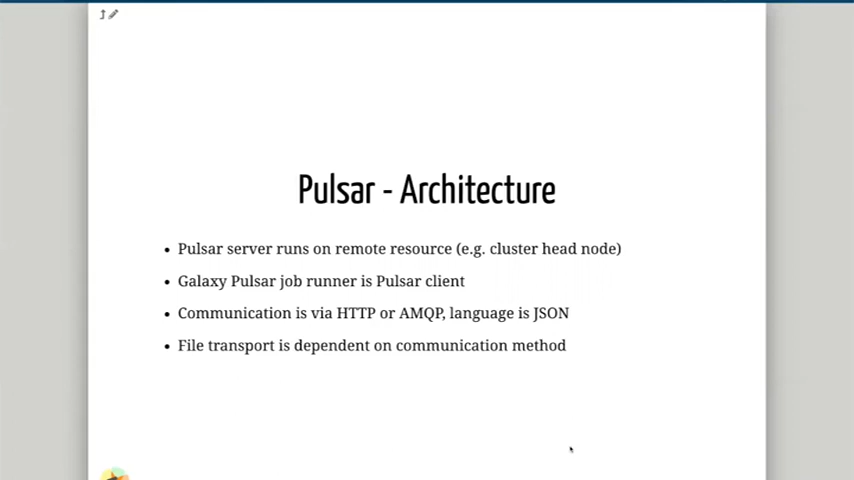 Pulsar - Architecture
• Pulsar server runs on remote resource (e.g. cluster head node)
• Galaxy Pulsar job runner is Pulsar client
• Communication is via HTTP or AMQP, language is JSON
• File transport is dependent on communication method